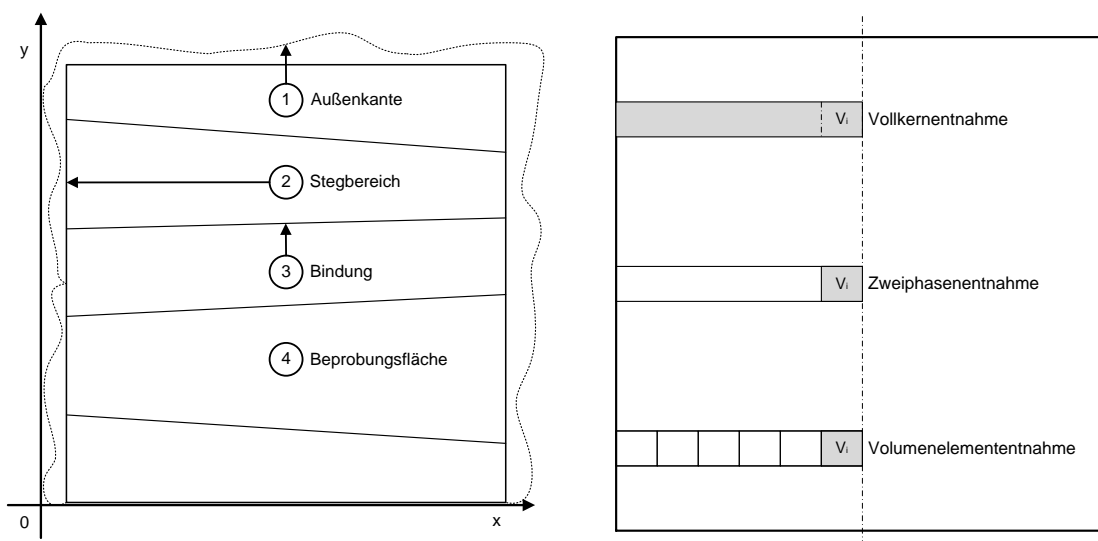 y
1 Außenkante
2 Stegbereich
3 Bindung
4 Beprobungsfläche
0
x
Vi Vollkernentnahme
Vi Zweiphasenentnahme
Vi Volumenelemententnahme